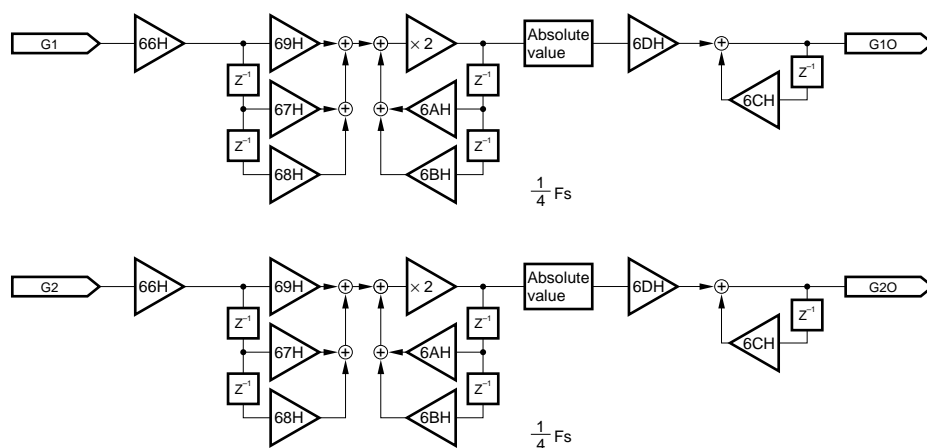 G1 66H 69H × 2 Absolute value 6DH G1O
Z⁻¹ Z⁻¹ Z⁻¹
67H 6AH 6CH
Z⁻¹ Z⁻¹
68H 6BH
1/4 Fs
G2 66H 69H × 2 Absolute value 6DH G2O
Z⁻¹ Z⁻¹ Z⁻¹
67H 6AH 6CH
Z⁻¹ Z⁻¹
68H 6BH
1/4 Fs